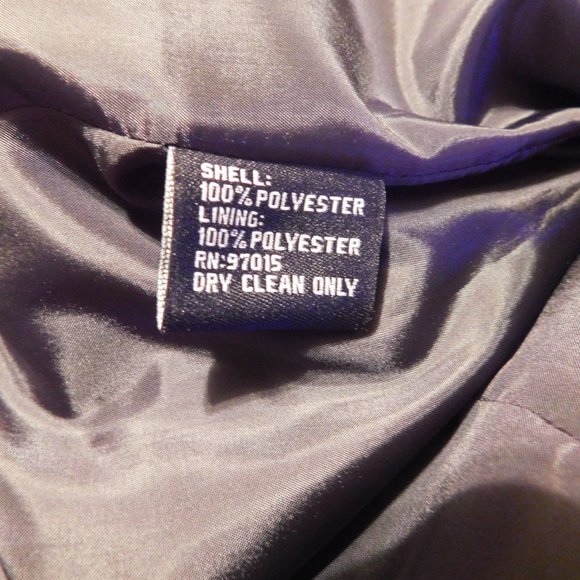 SHELL:
100% POLYESTER
LINING:
100% POLYESTER
RN:97015
DRY CLEAN ONLY